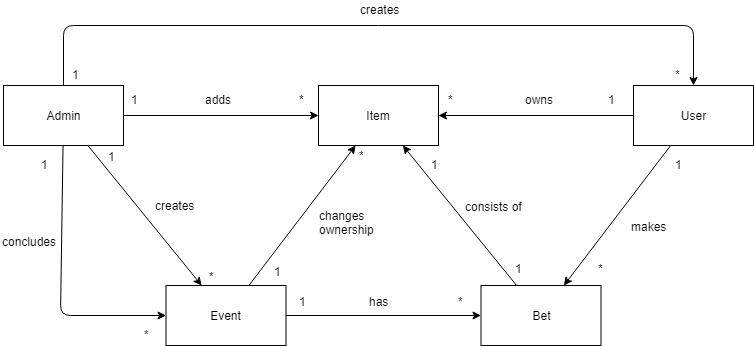 creates
1
*
1
adds
*
*
owns
1
Admin
Item
User
1
1
*
1
1
creates
changes
ownership
consists of
makes
concludes
*
1
1
*
1
has
*
Event
Bet
*